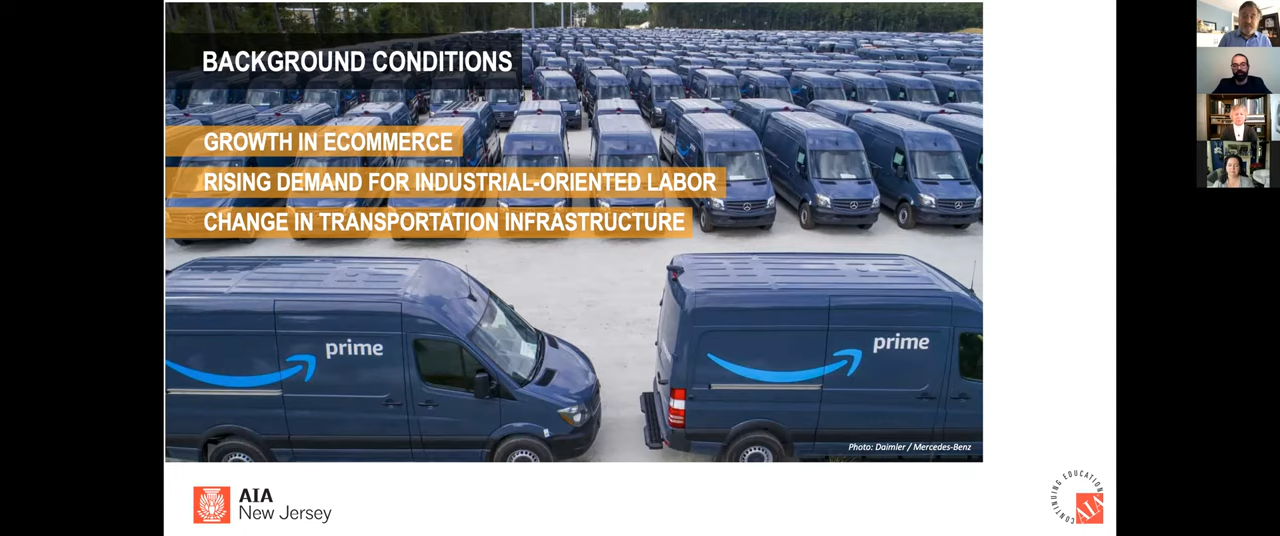 BACKGROUND CONDITIONS
GROWTH IN ECOMMERCE
RISING DEMAND FOR INDUSTRIAL-ORIENTED LABOR
CHANGE IN TRANSPORTATION INFRASTRUCTURE
prime
prime
Photo: Daimler / Mercedes-Benz
AIA
New Jersey
CONTINUING EDUCATION
AIA